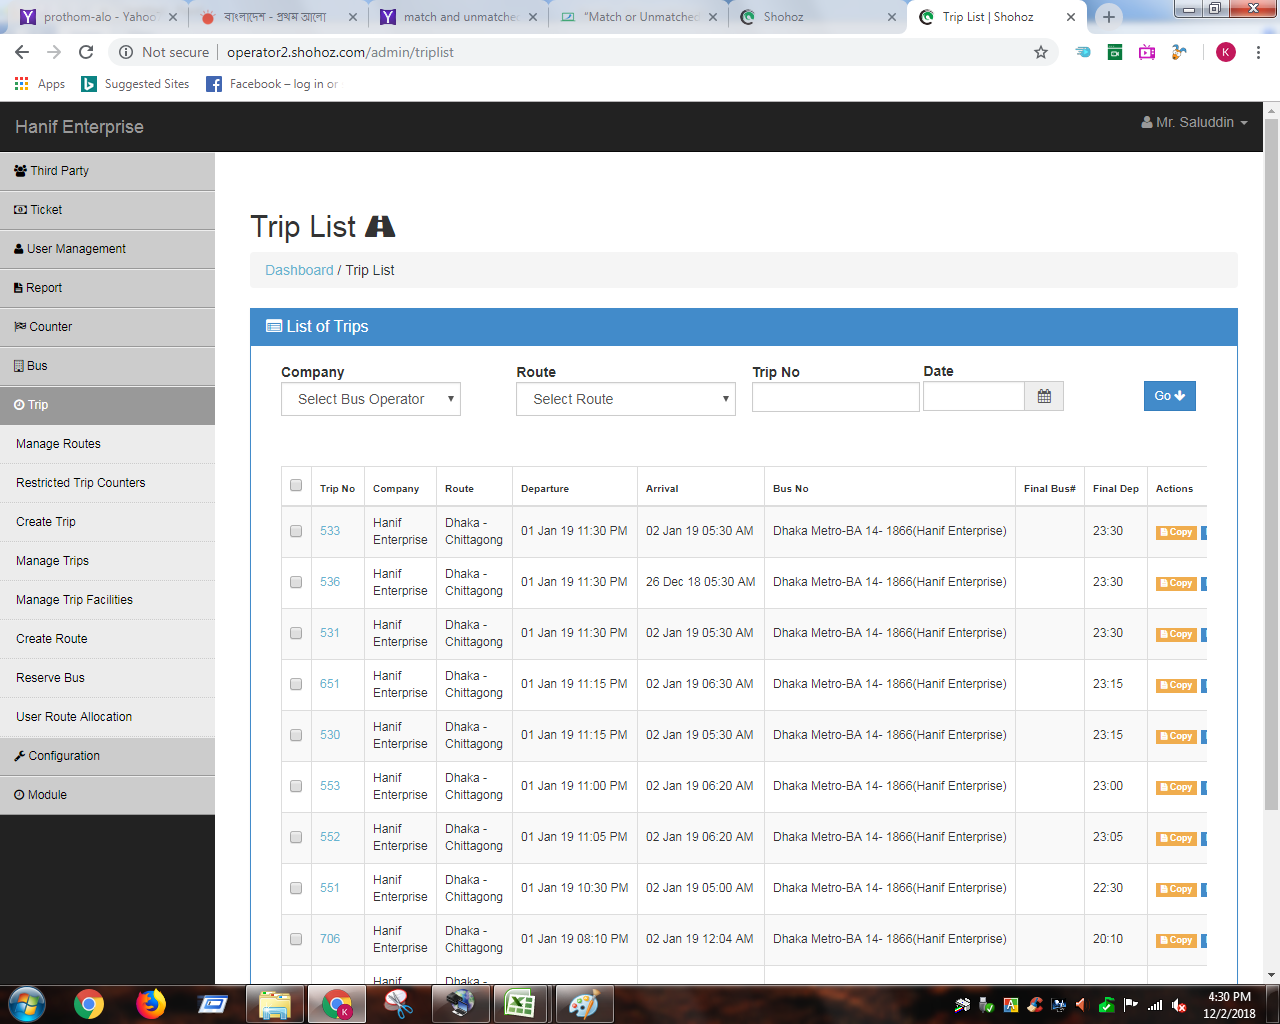 prothom-alo - Yahoo
বাংলাদেশ - প্রথম আলো
match and unmatche
"Match or Unmatched
Shohoz
Trip List | Shohoz
Not secure | operator2.shohoz.com/admin/triplist
K
Apps Suggested Sites Facebook – log in or
Hanif Enterprise
Mr. Saluddin
Third Party
Ticket
User Management
Report
Counter
Bus
Trip
Manage Routes
Restricted Trip Counters
Create Trip
Manage Trips
Manage Trip Facilities
Create Route
Reserve Bus
User Route Allocation
Configuration
Module
Trip List
Dashboard / Trip List
List of Trips
Company Route Trip No Date
Select Bus Operator Select Route Go
Trip No Company Route Departure Arrival Bus No Final Bus# Final Dep Actions
533 Hanif Enterprise Dhaka - Chittagong 01 Jan 19 11:30 PM 02 Jan 19 05:30 AM Dhaka Metro-BA 14- 1866(Hanif Enterprise) 23:30 Copy
536 Hanif Enterprise Dhaka - Chittagong 01 Jan 19 11:30 PM 26 Dec 18 05:30 AM Dhaka Metro-BA 14- 1866(Hanif Enterprise) 23:30 Copy
531 Hanif Enterprise Dhaka - Chittagong 01 Jan 19 11:30 PM 02 Jan 19 05:30 AM Dhaka Metro-BA 14- 1866(Hanif Enterprise) 23:30 Copy
651 Hanif Enterprise Dhaka - Chittagong 01 Jan 19 11:15 PM 02 Jan 19 06:30 AM Dhaka Metro-BA 14- 1866(Hanif Enterprise) 23:15 Copy
530 Hanif Enterprise Dhaka - Chittagong 01 Jan 19 11:15 PM 02 Jan 19 05:30 AM Dhaka Metro-BA 14- 1866(Hanif Enterprise) 23:15 Copy
553 Hanif Enterprise Dhaka - Chittagong 01 Jan 19 11:00 PM 02 Jan 19 06:20 AM Dhaka Metro-BA 14- 1866(Hanif Enterprise) 23:00 Copy
552 Hanif Enterprise Dhaka - Chittagong 01 Jan 19 11:05 PM 02 Jan 19 06:20 AM Dhaka Metro-BA 14- 1866(Hanif Enterprise) 23:05 Copy
551 Hanif Enterprise Dhaka - Chittagong 01 Jan 19 10:30 PM 02 Jan 19 05:00 AM Dhaka Metro-BA 14- 1866(Hanif Enterprise) 22:30 Copy
706 Hanif Enterprise Dhaka - Chittagong 01 Jan 19 08:10 PM 02 Jan 19 12:04 AM Dhaka Metro-BA 14- 1866(Hanif Enterprise) 20:10 Copy
Hanif Dhaka -
4:30 PM
12/2/2018